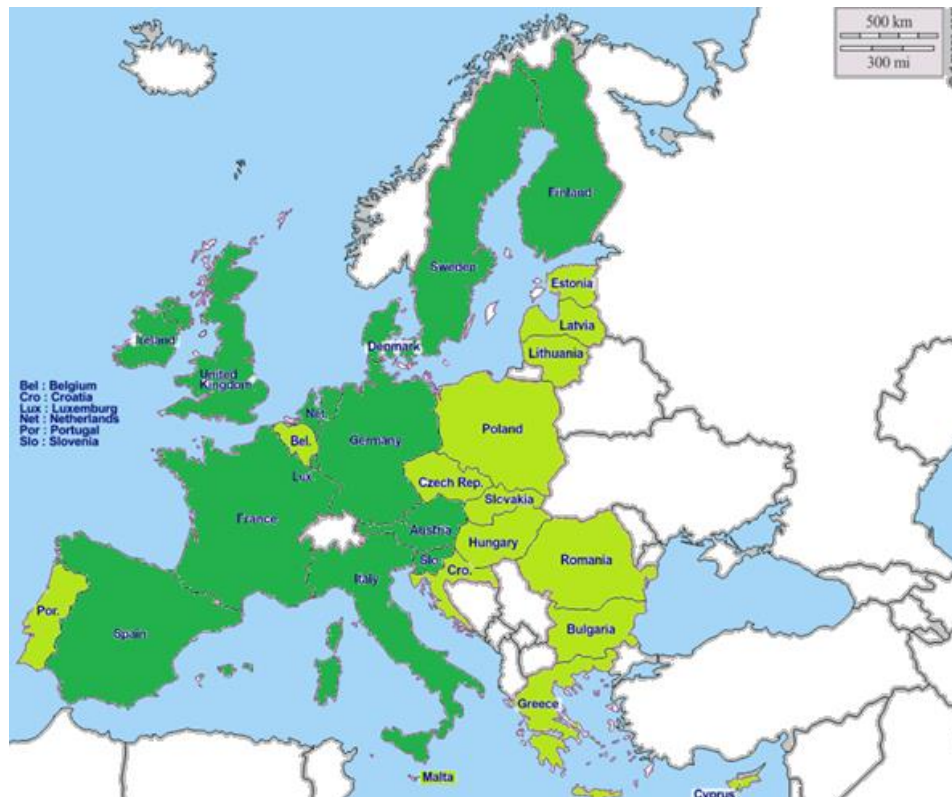 500 km
300 mi
Finland
Sweden
Estonia
Latvia
Ireland
Denmark
Lithuania
United
Kingdom
Bel : Belgium
Cro : Croatia
Lux : Luxemburg
Net : Netherlands
Por : Portugal
Slo : Slovenia
Net.
Bel.
Germany
Poland
Lux.
Czech Rep.
Slovakia
France
Austria
Hungary
Slo.
Cro.
Romania
Italy
Por.
Spain
Bulgaria
Greece
Malta
Cyprus